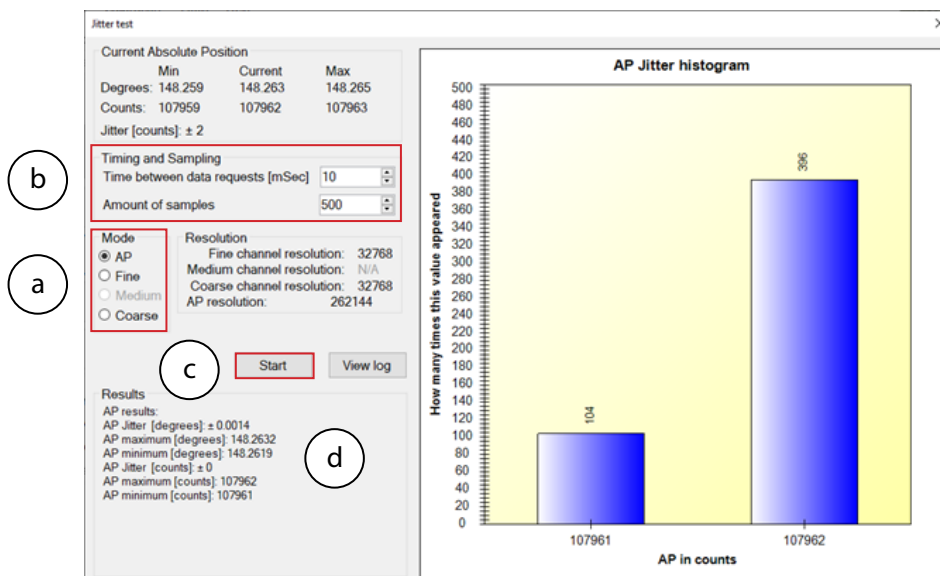 Jitter test
Current Absolute Position
Min Current Max
Degrees: 148.259 148.263 148.265
Counts: 107959 107962 107963
Jitter [counts]: ± 2
b
Timing and Sampling
Time between data requests [mSec] 10
Amount of samples 500
a
Mode
AP
Fine
Medium
Coarse
Resolution
Fine channel resolution: 32768
Medium channel resolution: N/A
Coarse channel resolution: 32768
AP resolution: 262144
c
Start View log
Results
AP results:
AP Jitter [degrees]: ± 0.0014
AP maximum [degrees]: 148.2632
AP minimum [degrees]: 148.2619
AP Jitter [counts]: ± 0
AP maximum [counts]: 107962
AP minimum [counts]: 107961
d
AP Jitter histogram
How many times this value appeared
500
480
460
440
420
400
380
360
340
320
300
280
260
240
220
200
180
160
140
120
100
80
60
40
20
0
104
396
107961 107962
AP in counts